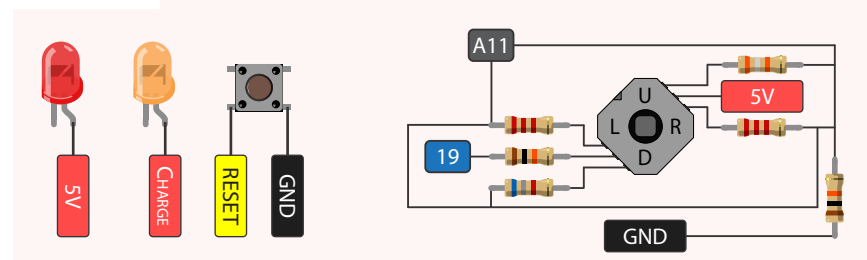 5V
CHARGE
RESET
GND
A11
U
5V
L
R
19
D
GND